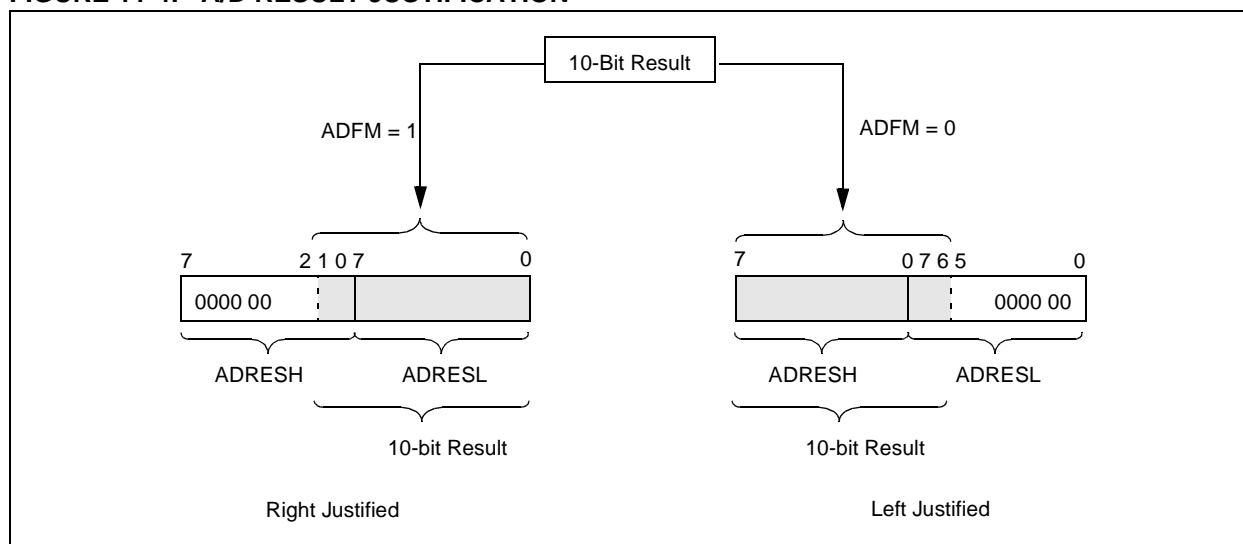 10-Bit Result
ADFM = 1
ADFM = 0
7 2 1 0 7 0
0000 00
ADRESH ADRESL
10-bit Result
Right Justified
7 0 7 6 5 0
0000 00
ADRESH ADRESL
10-bit Result
Left Justified